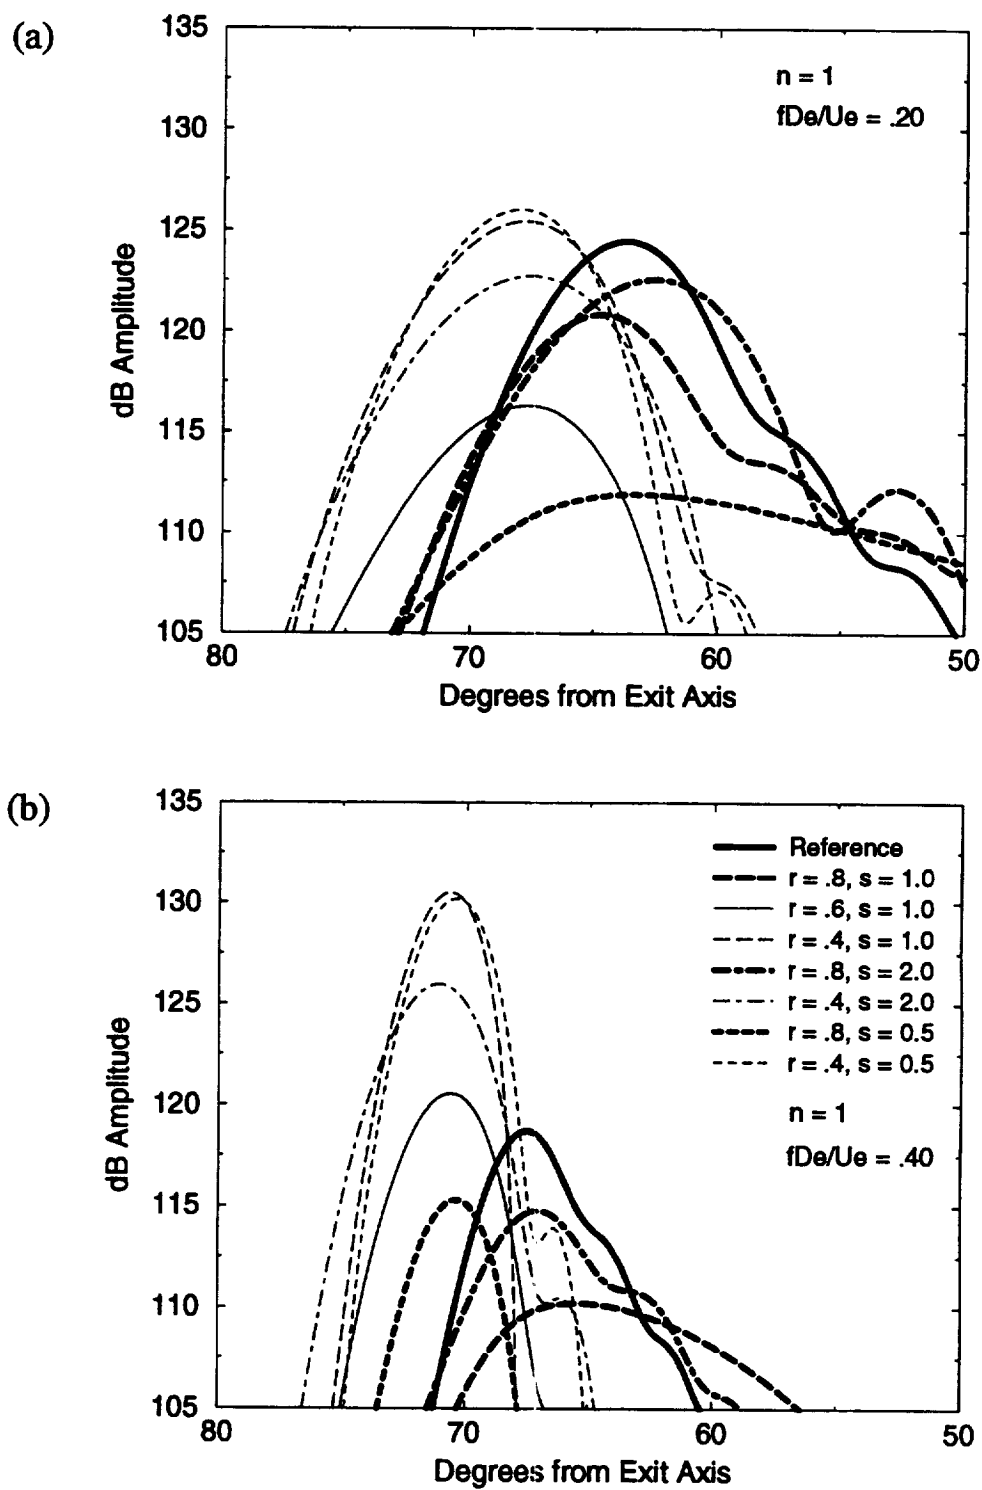 (a)
135
130
125
120
115
110
105
dB Amplitude
n = 1
fDe/Ue = .20
80
70
60
50
Degrees from Exit Axis
(b)
135
130
125
120
115
110
105
dB Amplitude
Reference
r = .8, s = 1.0
r = .6, s = 1.0
r = .4, s = 1.0
r = .8, s = 2.0
r = .4, s = 2.0
r = .8, s = 0.5
r = .4, s = 0.5
n = 1
fDe/Ue = .40
80
70
60
50
Degrees from Exit Axis